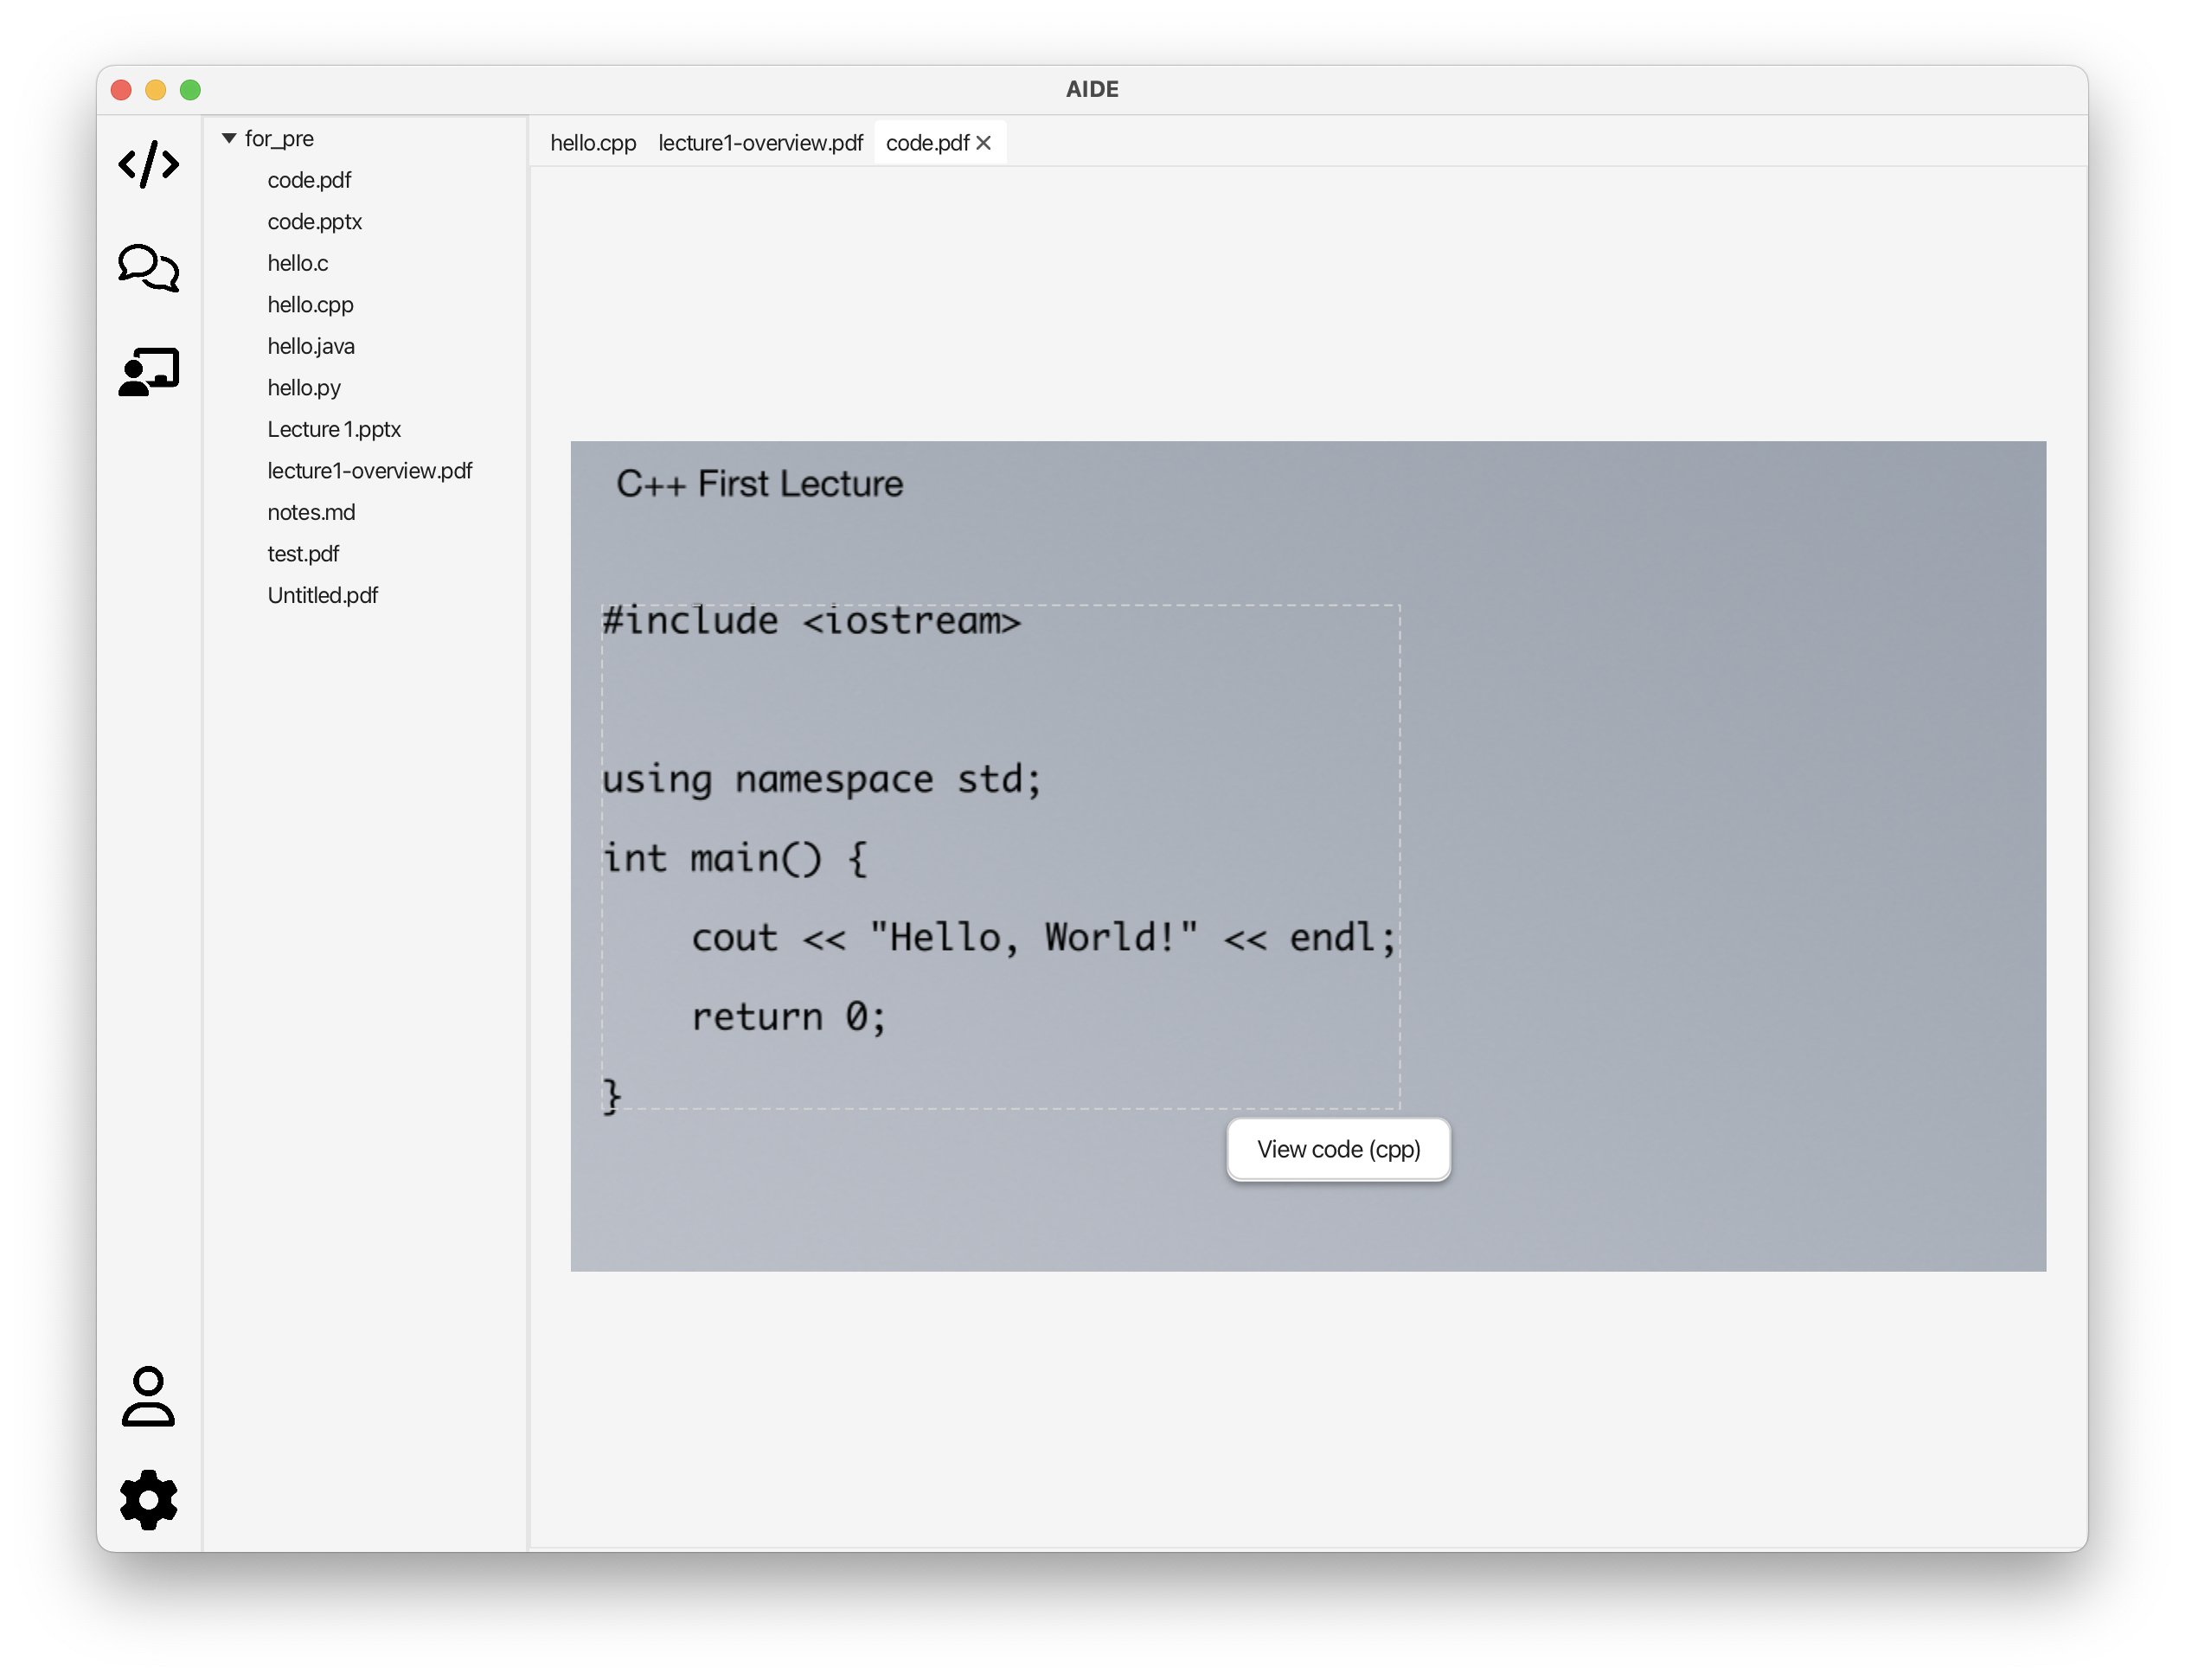 AIDE
for_pre
code.pdf
code.pptx
hello.c
hello.cpp
hello.java
hello.py
Lecture 1.pptx
lecture1-overview.pdf
notes.md
test.pdf
Untitled.pdf
hello.cpp lecture1-overview.pdf code.pdf
C++ First Lecture
#include <iostream>
using namespace std;
int main() {
    cout << "Hello, World!" << endl;
    return 0;
}
View code (cpp)